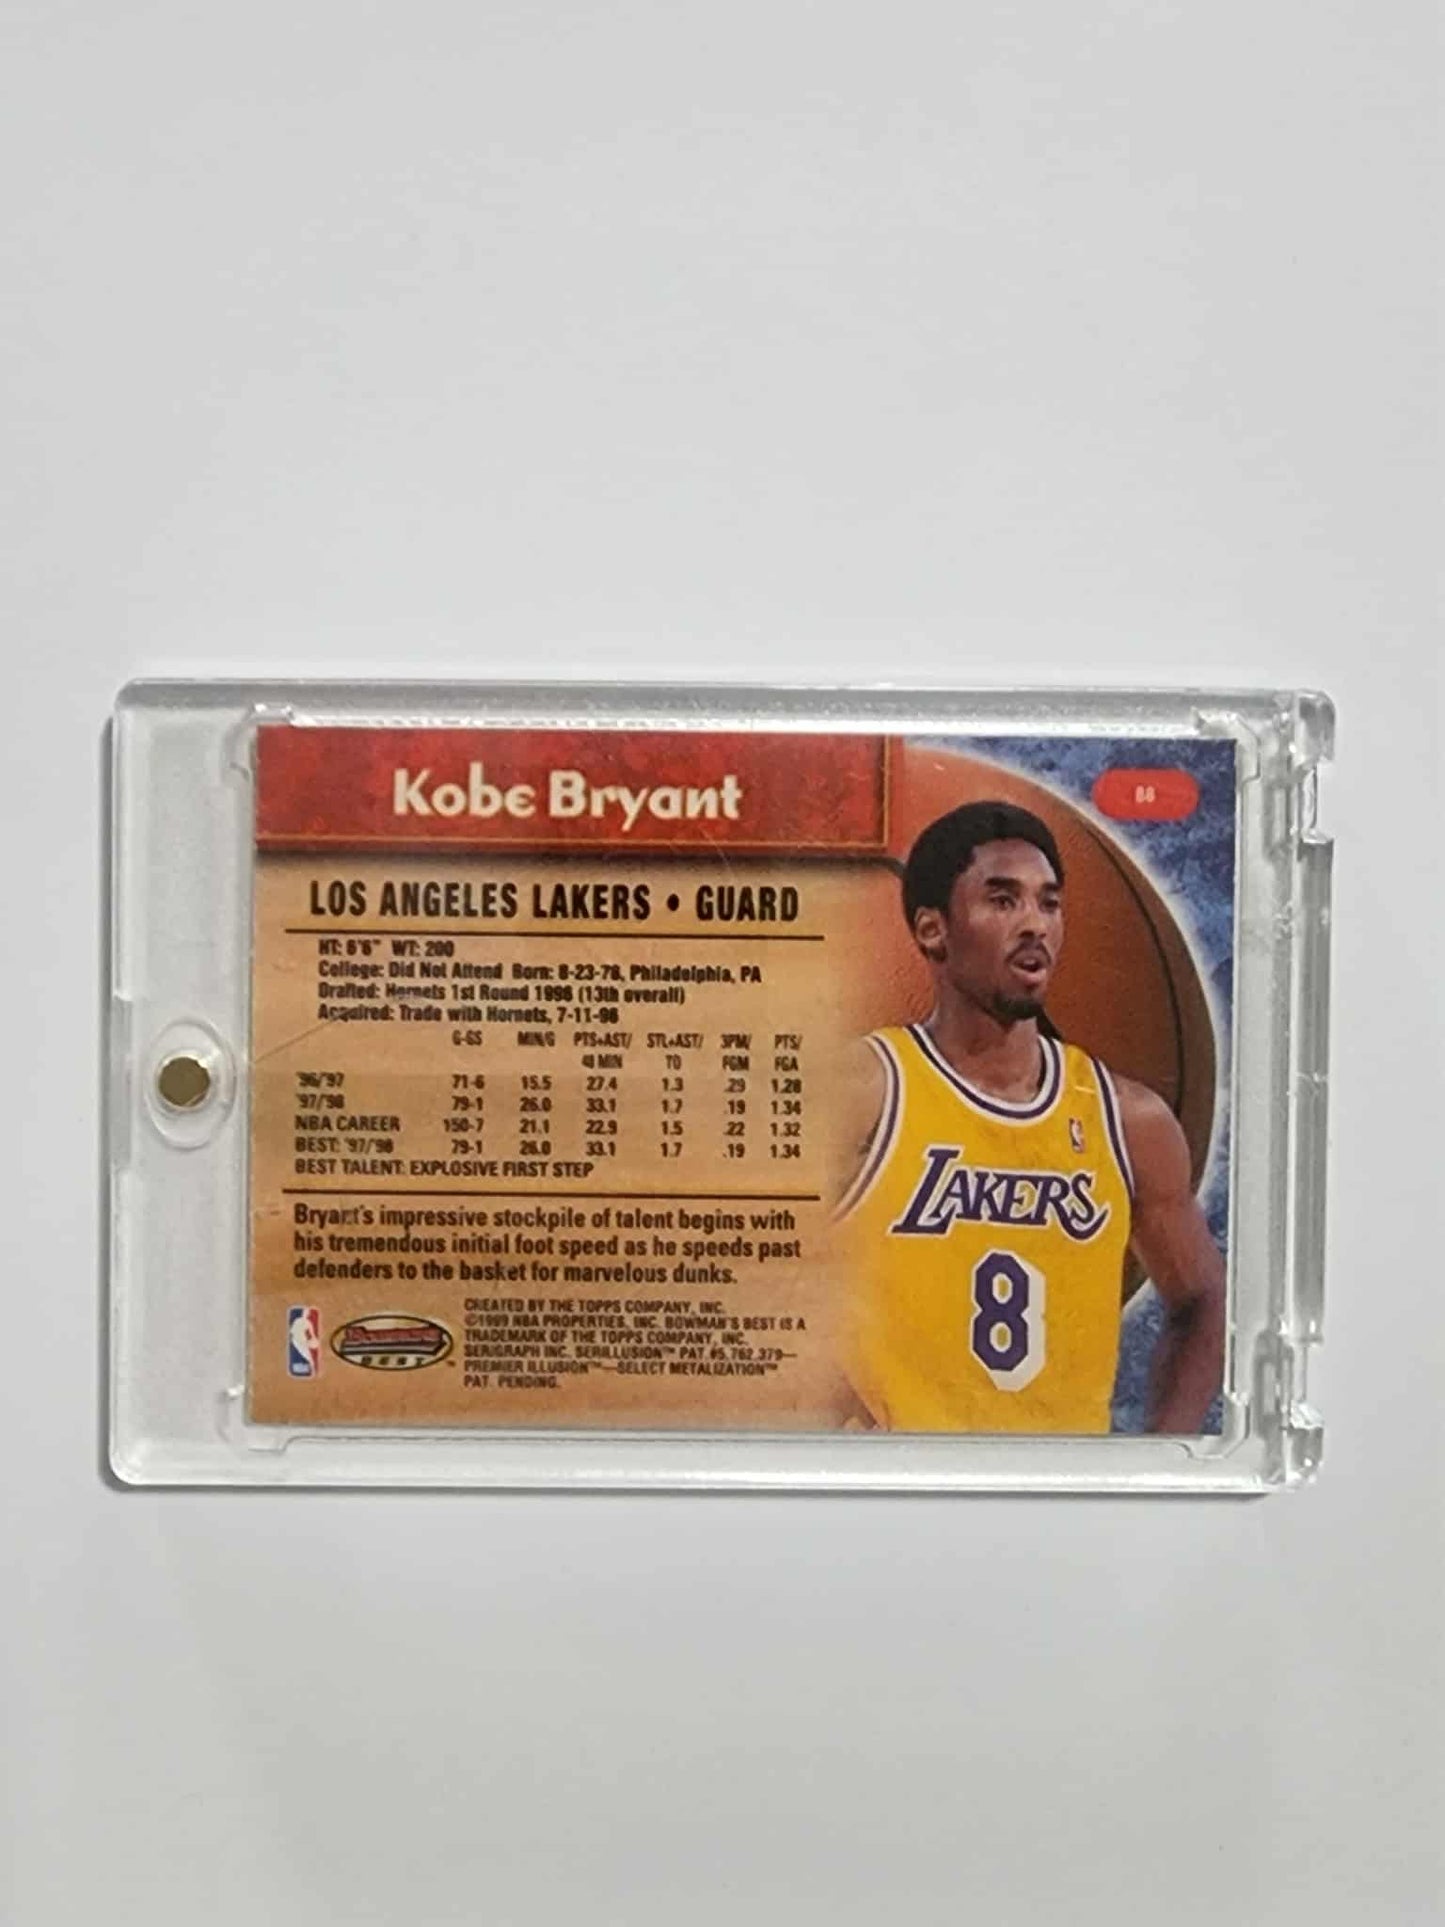 Kobe Bryant
88
LOS ANGELES LAKERS • GUARD
HT: 6'6" WT: 200
College: Did Not Attend Born: 8-23-78, Philadelphia, PA
Drafted: Hornets 1st Round 1996 (13th overall)
Acquired: Trade with Hornets, 7-11-96
G-GS MIN/G PTS+AST/ STL+AST/ 3PM/ PTS/
48 MIN TO FGM FGA
'96/'97 71-6 15.5 27.4 1.3 .29 1.28
'97/'98 79-1 26.0 33.1 1.7 .19 1.34
NBA CAREER 150-7 21.1 22.9 1.5 .22 1.32
BEST: '97/'98 79-1 26.0 33.1 1.7 .19 1.34
BEST TALENT: EXPLOSIVE FIRST STEP
Bryant's impressive stockpile of talent begins with
his tremendous initial foot speed as he speeds past
defenders to the basket for marvelous dunks.
LAKERS
8
CREATED BY THE TOPPS COMPANY, INC.
©1999 NBA PROPERTIES, INC. BOWMAN'S BEST IS A
TRADEMARK OF THE TOPPS COMPANY, INC.
SERIGRAPH INC. SERILLUSION™ PAT. #5,762,379—
PREMIER ILLUSION™—SELECT METALIZATION™
PAT. PENDING.
BOWMAN'S
BEST™